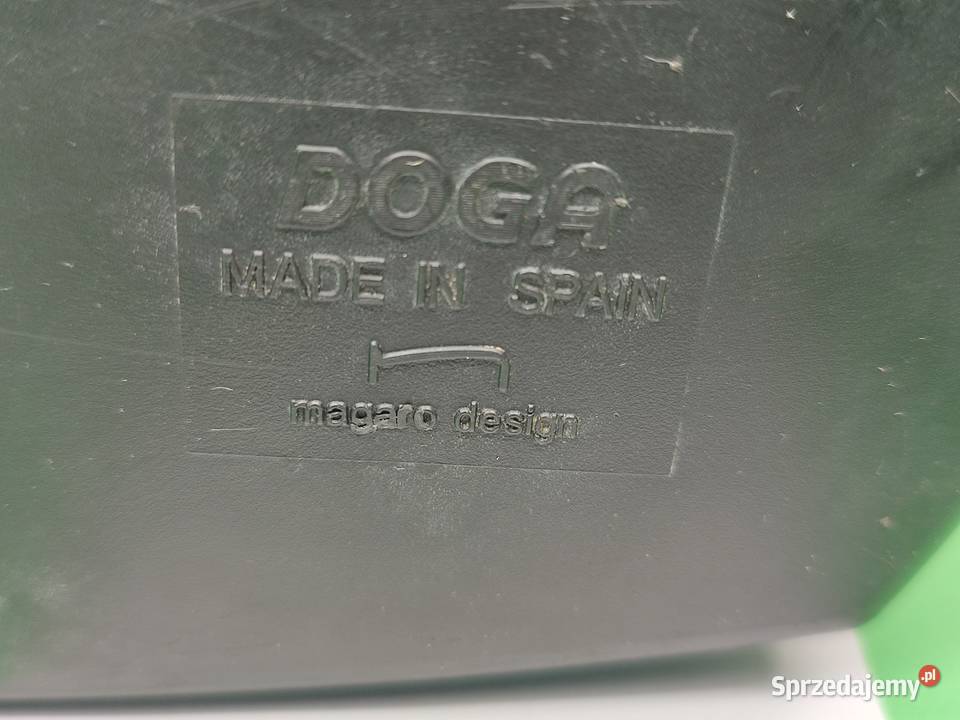 DOGA
MADE IN SPAIN
magaro design
Sprzedajemy.pl